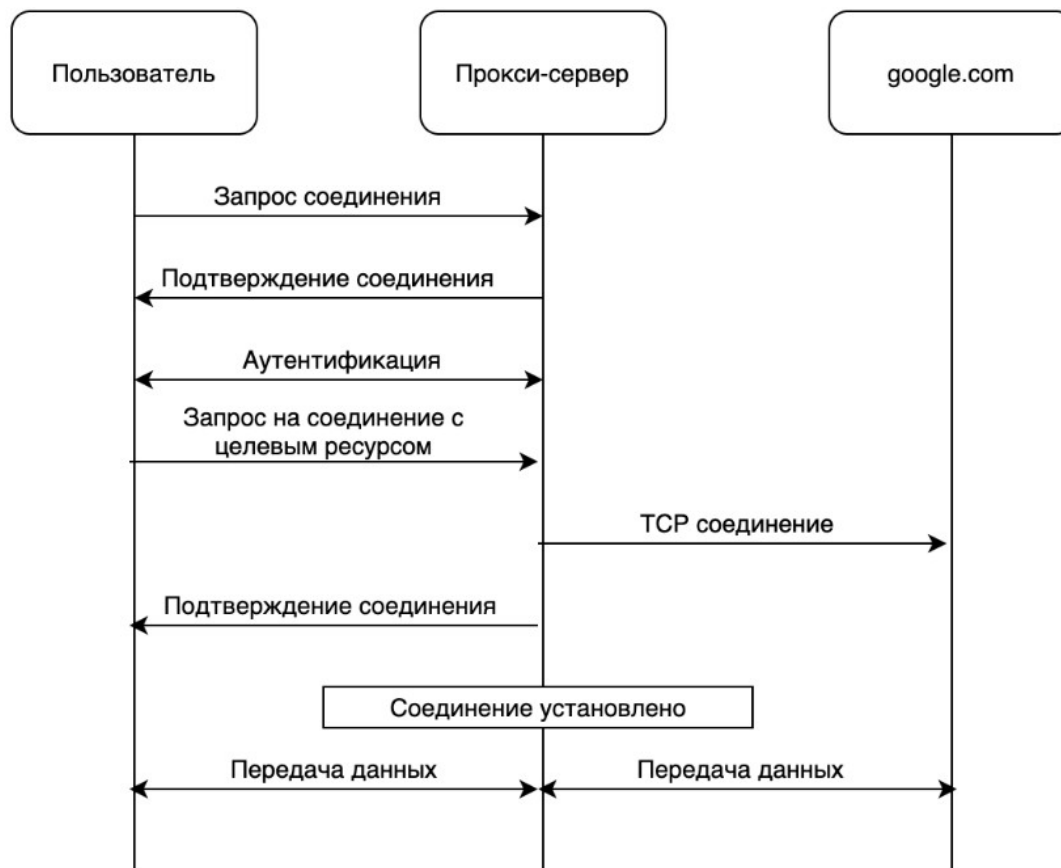 Пользователь
Прокси-сервер
google.com
Запрос соединения
Подтверждение соединения
Аутентификация
Запрос на соединение с
целевым ресурсом
TCP соединение
Подтверждение соединения
Соединение установлено
Передача данных
Передача данных